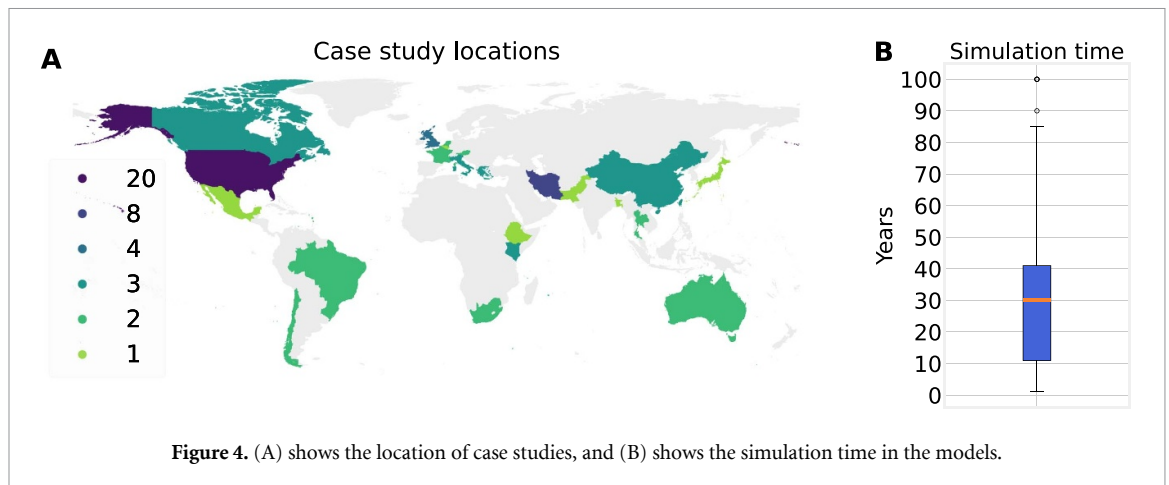 A
Case study locations
20
8
4
3
2
1
B
Simulation time
Years
100
90
80
70
60
50
40
30
20
10
0
Figure 4. (A) shows the location of case studies, and (B) shows the simulation time in the models.